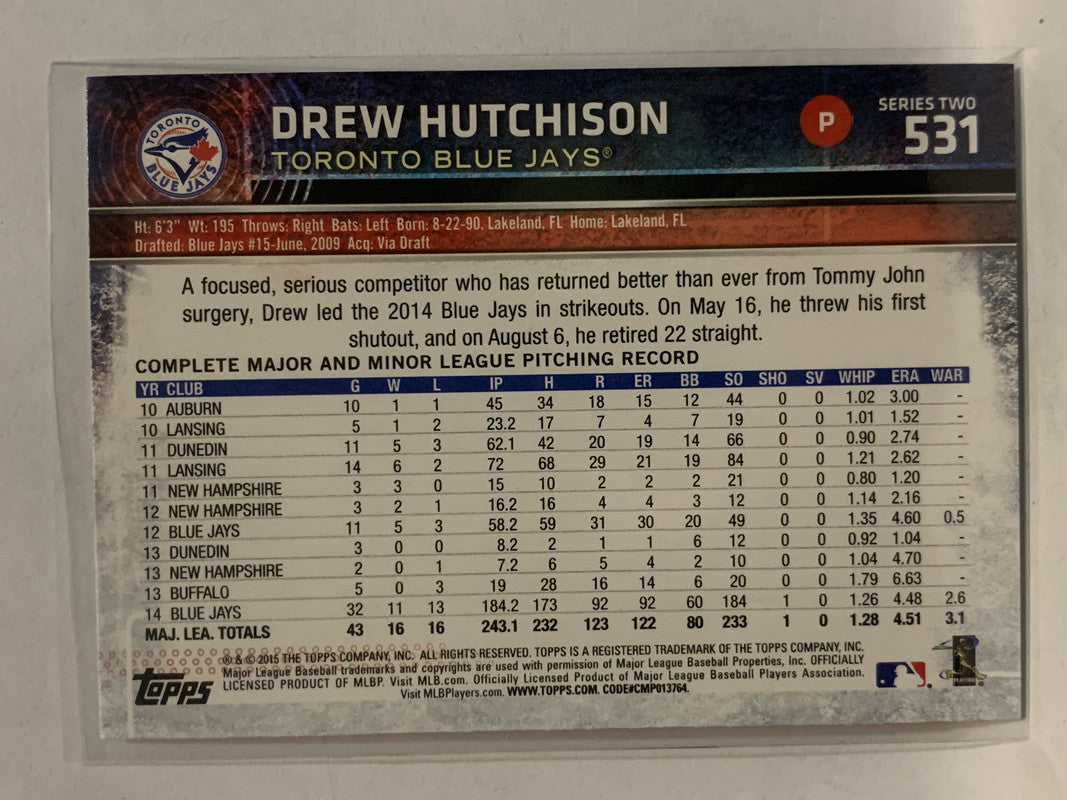 TORONTO
BLUE JAYS
DREW HUTCHISON
TORONTO BLUE JAYS®
P
SERIES TWO
531
Ht: 6'3" Wt: 195 Throws: Right Bats: Left Born: 8-22-90, Lakeland, FL Home: Lakeland, FL
Drafted: Blue Jays #15-June, 2009 Acq: Via Draft
A focused, serious competitor who has returned better than ever from Tommy John
surgery, Drew led the 2014 Blue Jays in strikeouts. On May 16, he threw his first
shutout, and on August 6, he retired 22 straight.
COMPLETE MAJOR AND MINOR LEAGUE PITCHING RECORD
YR CLUB G W L IP H R ER BB SO SHO SV WHIP ERA WAR
10 AUBURN 10 1 1 45 34 18 15 12 44 0 0 1.02 3.00 -
10 LANSING 5 1 2 23.2 17 7 4 7 19 0 0 1.01 1.52 -
11 DUNEDIN 11 5 3 62.1 42 20 19 14 66 0 0 0.90 2.74 -
11 LANSING 14 6 2 72 68 29 21 19 84 0 0 1.21 2.62 -
11 NEW HAMPSHIRE 3 3 0 15 10 2 2 2 21 0 0 0.80 1.20 -
12 NEW HAMPSHIRE 3 2 1 16.2 16 4 4 3 12 0 0 1.14 2.16 -
12 BLUE JAYS 11 5 3 58.2 59 31 30 20 49 0 0 1.35 4.60 0.5
13 DUNEDIN 3 0 0 8.2 2 1 1 6 12 0 0 0.92 1.04 -
13 NEW HAMPSHIRE 2 0 1 7.2 6 5 4 2 10 0 0 1.04 4.70 -
13 BUFFALO 5 0 3 19 28 16 14 6 20 0 0 1.79 6.63 -
14 BLUE JAYS 32 11 13 184.2 173 92 92 60 184 1 0 1.26 4.48 2.6
MAJ. LEA. TOTALS 43 16 16 243.1 232 123 122 80 233 1 0 1.28 4.51 3.1
®& © 2015 THE TOPPS COMPANY, INC. ALL RIGHTS RESERVED. TOPPS IS A REGISTERED TRADEMARK OF THE TOPPS COMPANY, INC.
Major League Baseball trademarks and copyrights are used with permission of Major League Baseball Properties, Inc. OFFICIALLY
LICENSED PRODUCT OF MLBP. Visit MLB.com. Officially Licensed Product of Major League Baseball Players Association.
Visit MLBPlayers.com. WWW.TOPPS.COM. CODE#CMP013764.
topps